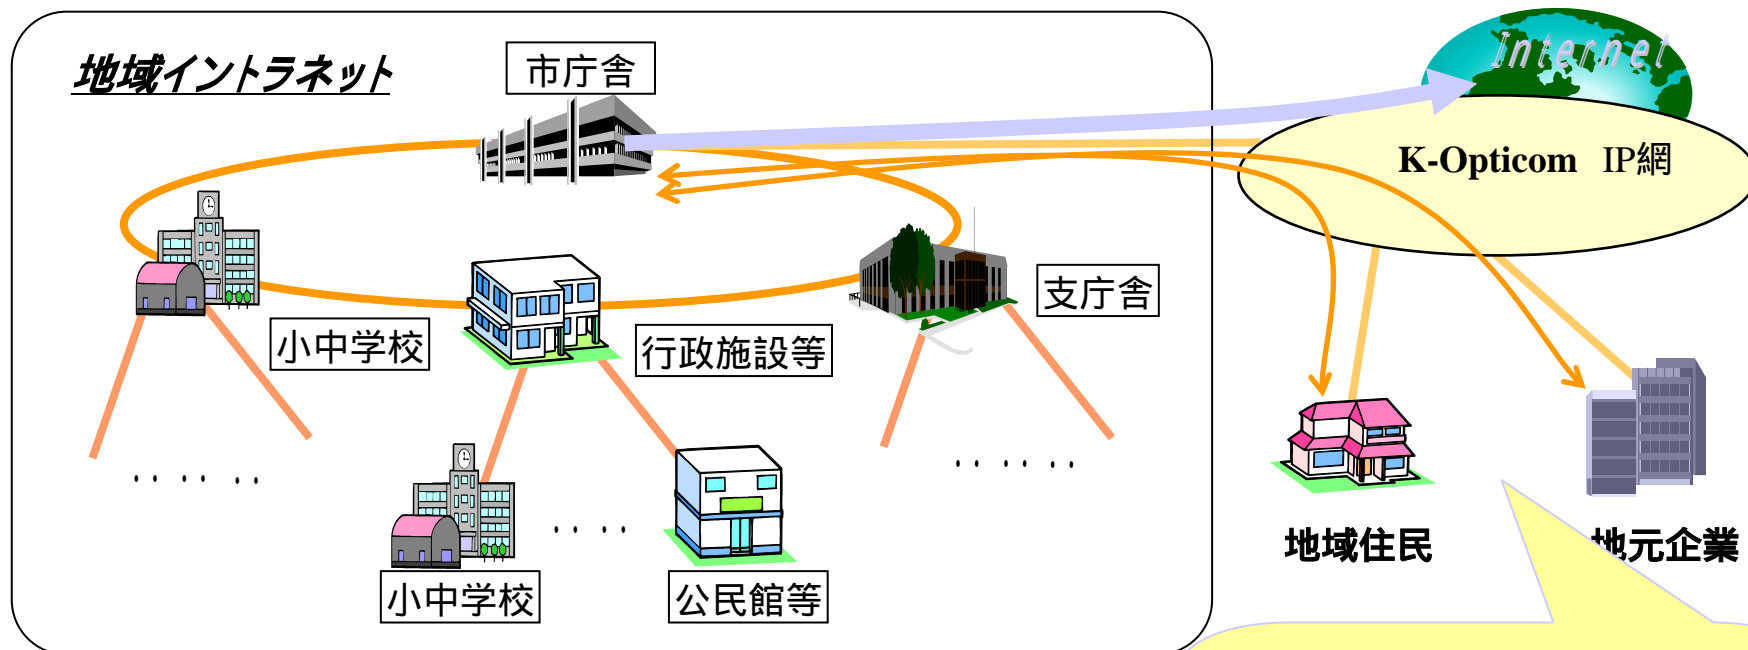 地域イントラネット
市庁舎
Internet
K-Opticom IP網
小中学校
行政施設等
支庁舎
‥‥‥
‥‥‥
‥‥
小中学校
公民館等
地域住民
地元企業